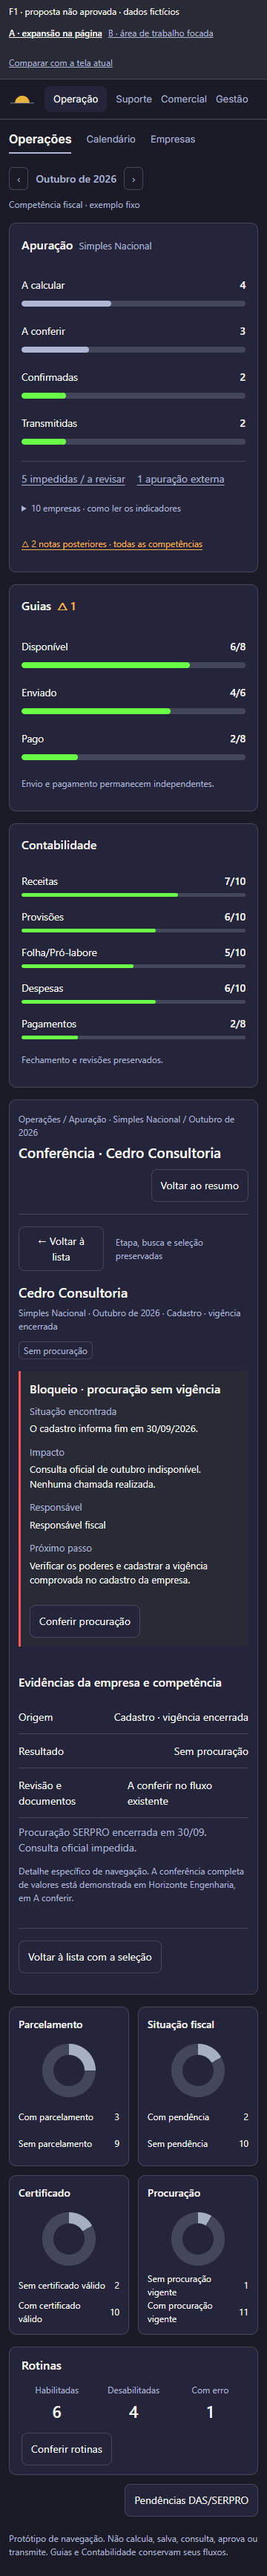 F1 · proposta não aprovada · dados fictícios
A · expansão na página B · área de trabalho focada
Comparar com a tela atual
Operação Suporte Comercial Gestão
Operações Calendário Empresas
‹ Outubro de 2026 ›
Competência fiscal · exemplo fixo
Apuração Simples Nacional
A calcular 4
A conferir 3
Confirmadas 2
Transmitidas 2
5 impedidas / a revisar 1 apuração externa
▶ 10 empresas · como ler os indicadores
△ 2 notas posteriores · todas as competências
Guias △ 1
Disponível 6/8
Enviado 4/6
Pago 2/8
Envio e pagamento permanecem independentes.
Contabilidade
Receitas 7/10
Provisões 6/10
Folha/Pró-labore 5/10
Despesas 6/10
Pagamentos 2/8
Fechamento e revisões preservados.
Operações / Apuração · Simples Nacional / Outubro de
2026
Conferência · Cedro Consultoria
Voltar ao resumo
← Voltar à
lista
Etapa, busca e seleção
preservadas
Cedro Consultoria
Simples Nacional · Outubro de 2026 · Cadastro · vigência
encerrada
Sem procuração
Bloqueio · procuração sem vigência
Situação encontrada
O cadastro informa fim em 30/09/2026.
Impacto
Consulta oficial de outubro indisponível.
Nenhuma chamada realizada.
Responsável
Responsável fiscal
Próximo passo
Verificar os poderes e cadastrar a vigência
comprovada no cadastro da empresa.
Conferir procuração
Evidências da empresa e competência
Origem Cadastro · vigência encerrada
Resultado Sem procuração
Revisão e
documentos
A conferir no fluxo
existente
Procuração SERPRO encerrada em 30/09.
Consulta oficial impedida.
Detalhe específico de navegação. A conferência completa
de valores está demonstrada em Horizonte Engenharia,
em A conferir.
Voltar à lista com a seleção
Parcelamento
Com parcelamento 3
Sem parcelamento 9
Situação fiscal
Com pendência 2
Sem pendência 10
Certificado
Sem certificado válido 2
Com certificado
válido 10
Procuração
Sem procuração
vigente 1
Com procuração
vigente 11
Rotinas
Habilitadas Desabilitadas Com erro
6 4 1
Conferir rotinas
Pendências DAS/SERPRO
Protótipo de navegação. Não calcula, salva, consulta, aprova ou
transmite. Guias e Contabilidade conservam seus fluxos.